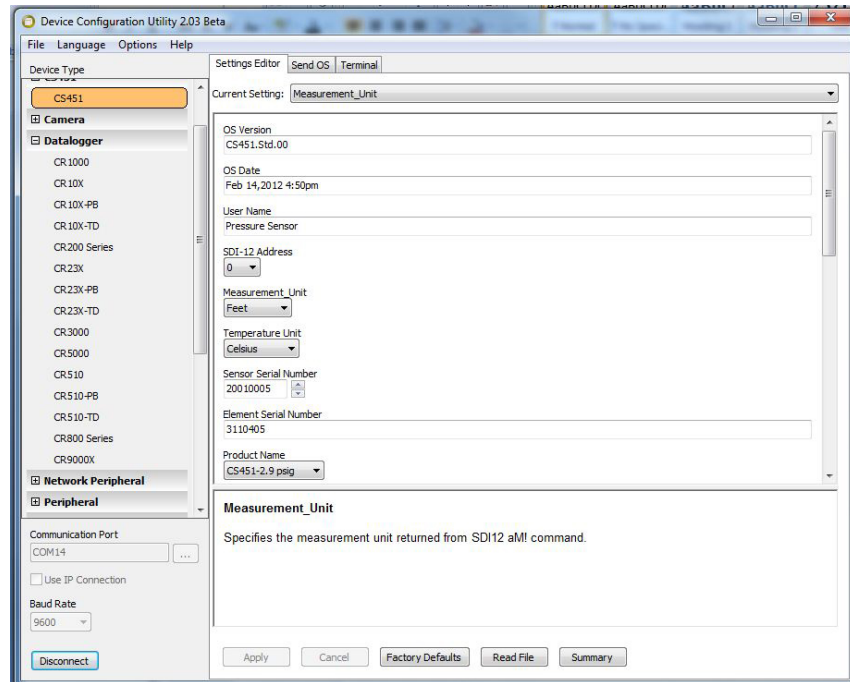 Device Configuration Utility 2.03 Beta
File Language Options Help
Device Type
CS451
CS451
Camera
Datalogger
CR1000
CR10X
CR10X-PB
CR10X-TD
CR200 Series
CR23X
CR23X-PB
CR23X-TD
CR3000
CR5000
CR510
CR510-PB
CR510-TD
CR800 Series
CR9000X
Network Peripheral
Peripheral
Communication Port
COM14
...
Use IP Connection
Baud Rate
9600
Disconnect
Settings Editor Send OS Terminal
Current Setting: Measurement_Unit
OS Version
CS451.Std.00
OS Date
Feb 14,2012 4:50pm
User Name
Pressure Sensor
SDI-12 Address
0
Measurement_Unit
Feet
Temperature Unit
Celsius
Sensor Serial Number
20010005
Element Serial Number
3110405
Product Name
CS451-2.9 psig
Measurement_Unit
Specifies the measurement unit returned from SDI12 aM! command.
Apply Cancel Factory Defaults Read File Summary